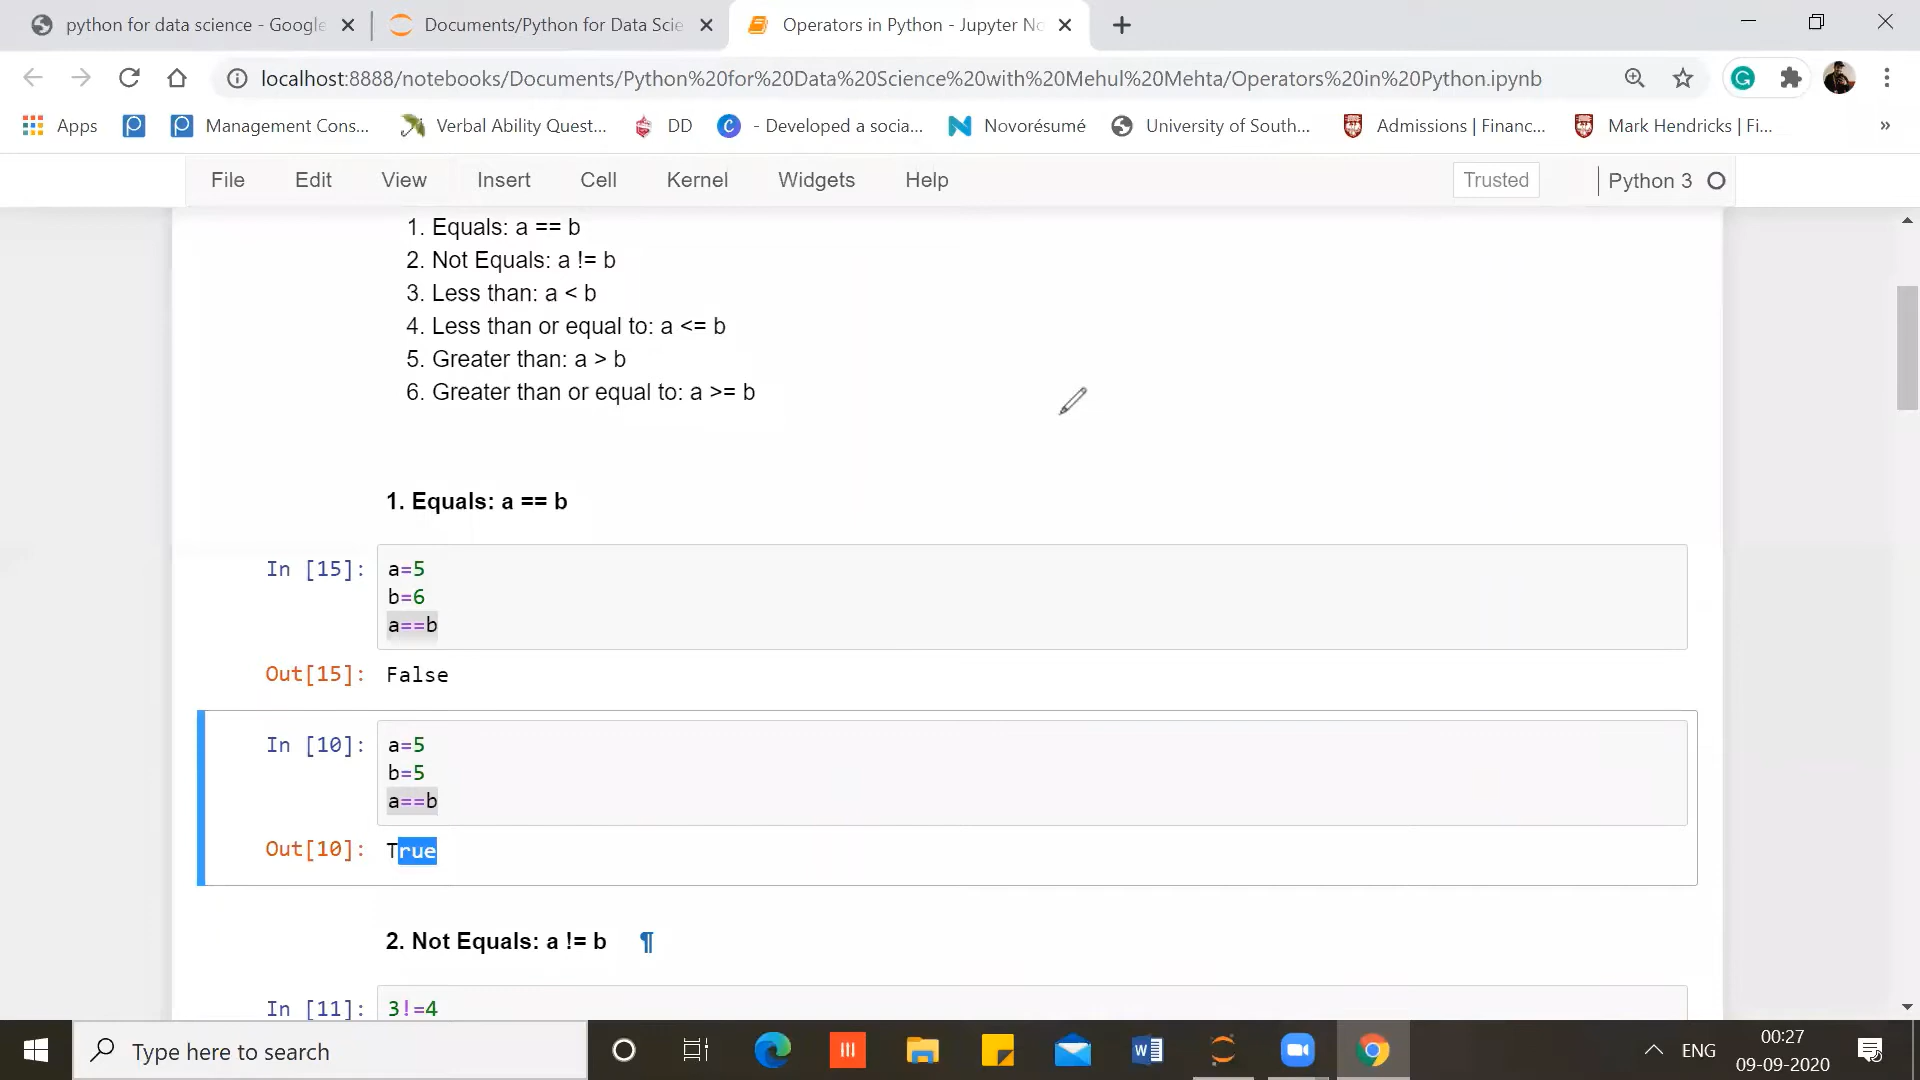 python for data science - Google
Documents/Python for Data Scie
Operators in Python - Jupyter No
localhost:8888/notebooks/Documents/Python%20for%20Data%20Science%20with%20Mehul%20Mehta/Operators%20in%20Python.ipynb
Apps
Management Cons...
Verbal Ability Quest...
DD
- Developed a socia...
Novorésumé
University of South...
Admissions | Financ...
Mark Hendricks | Fi...
»
File Edit View Insert Cell Kernel Widgets Help Trusted Python 3
1. Equals: a == b
2. Not Equals: a != b
3. Less than: a < b
4. Less than or equal to: a <= b
5. Greater than: a > b
6. Greater than or equal to: a >= b
1. Equals: a == b
In [15]: a=5
b=6
a==b
Out[15]: False
In [10]: a=5
b=5
a==b
Out[10]: True
2. Not Equals: a != b ¶
In [11]: 3!=4
Type here to search
ENG
00:27
09-09-2020